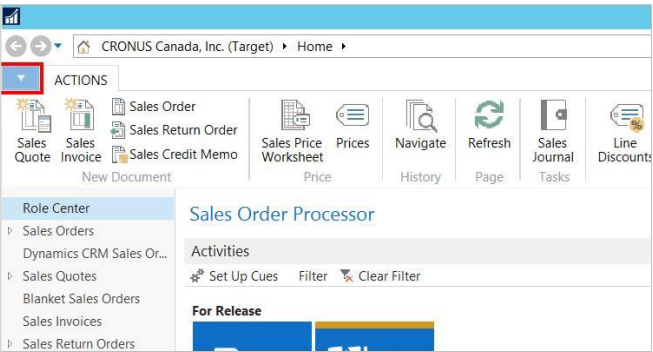 CRONUS Canada, Inc. (Target) Home
ACTIONS
Sales Quote
Sales Invoice
Sales Order
Sales Return Order
Sales Credit Memo
Sales Price Worksheet
Prices
Navigate
Refresh
Sales Journal
Line Discounts
New Document
Price
History
Page
Tasks
Role Center
Sales Orders
Dynamics CRM Sales Or...
Sales Quotes
Blanket Sales Orders
Sales Invoices
Sales Return Orders
Sales Order Processor
Activities
Set Up Cues Filter Clear Filter
For Release